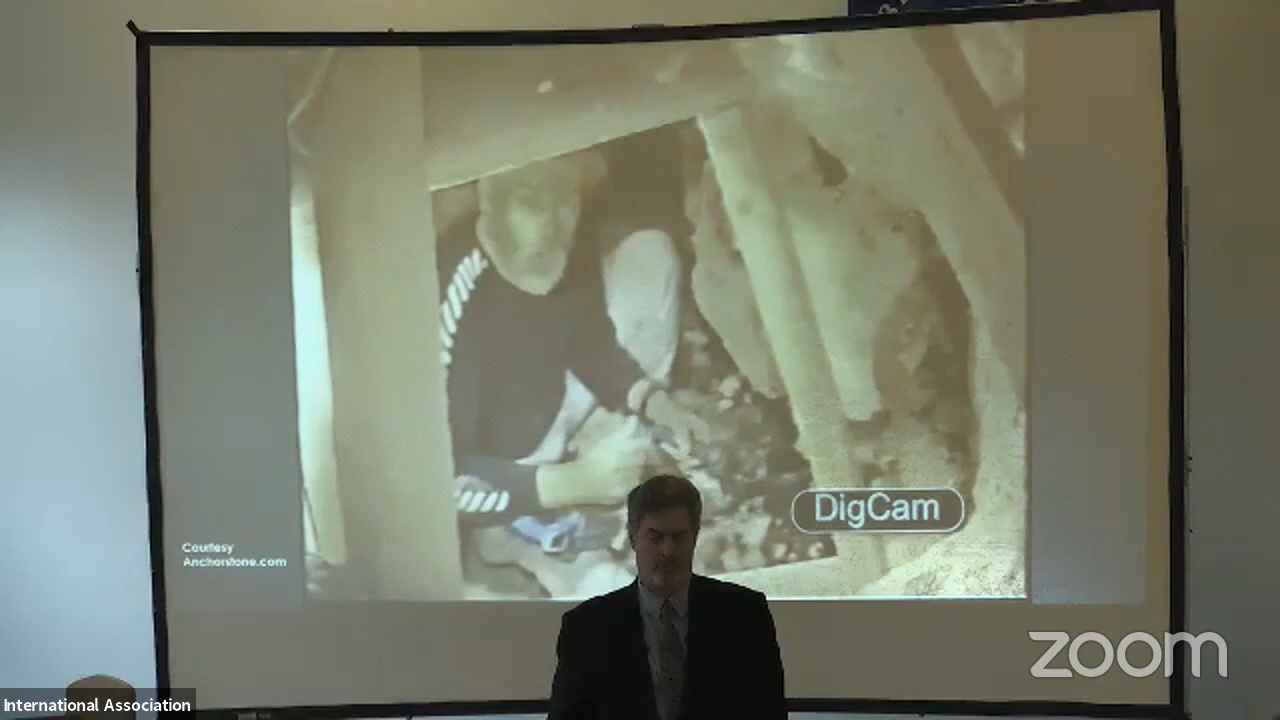 DigCam
Courtesy
Anchorstone.com
zoom
International Association